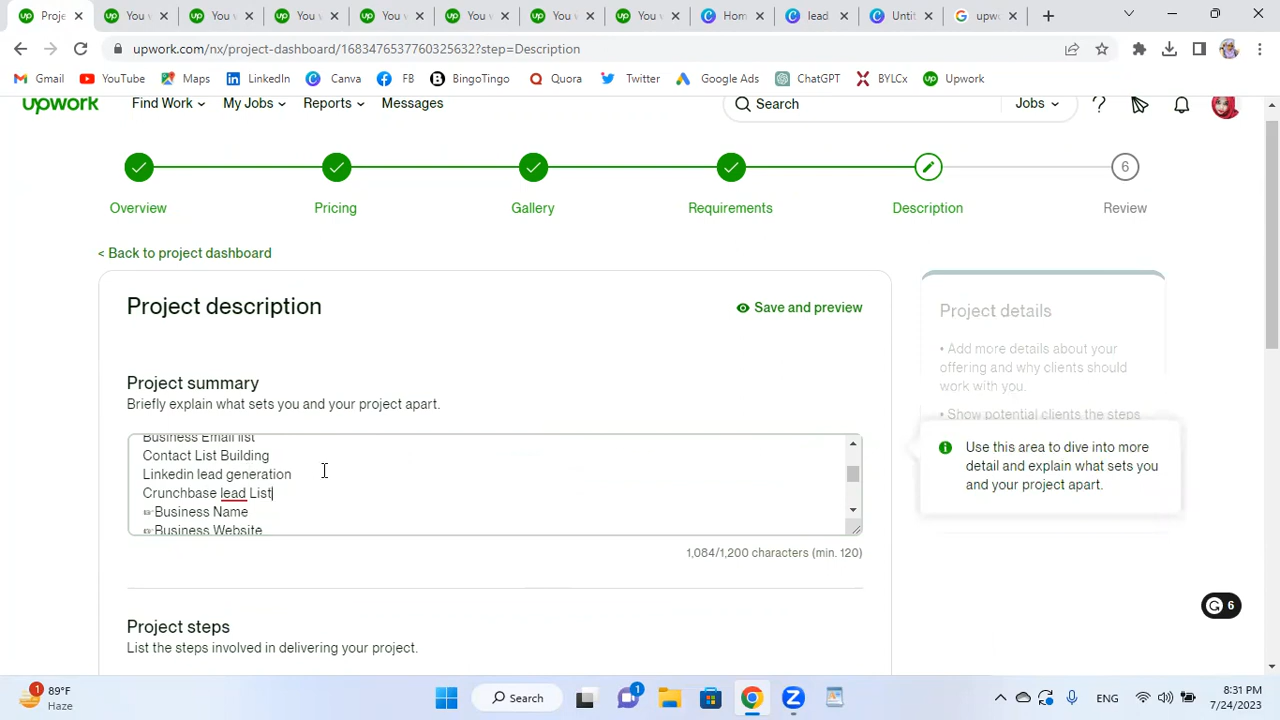 Proje
You v
You v
You v
You v
You v
You v
You v
Hom
lead
Untit
upwo
upwork.com/nx/project-dashboard/1683476537760325632?step=Description
Gmail YouTube Maps LinkedIn Canva FB BingoTingo Quora Twitter Google Ads ChatGPT BYLCx Upwork
upwork Find Work My Jobs Reports Messages Search Jobs
6
Overview Pricing Gallery Requirements Description Review
< Back to project dashboard
Project description
Save and preview
Project details
• Add more details about your
offering and why clients should
work with you.
• Show potential clients the steps
Project summary
Briefly explain what sets you and your project apart.
Business Email list
Contact List Building
Linkedin lead generation
Crunchbase lead List
☞Business Name
☞Business Website
Use this area to dive into more
detail and explain what sets you
and your project apart.
1,084/1,200 characters (min. 120)
6
Project steps
List the steps involved in delivering your project.
1
89°F
Haze
Search
1
ENG
8:31 PM
7/24/2023